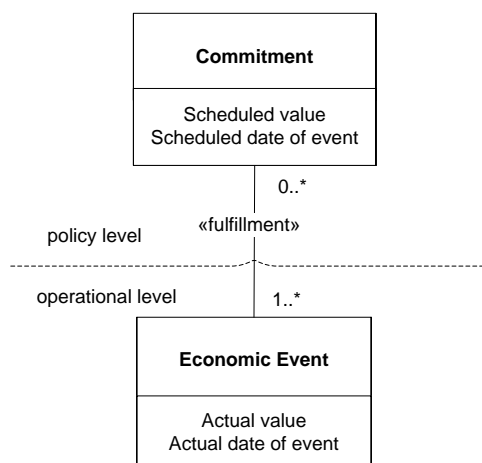 Commitment
Scheduled value
Scheduled date of event
0..*
«fulfillment»
policy level
operational level
1..*
Economic Event
Actual value
Actual date of event